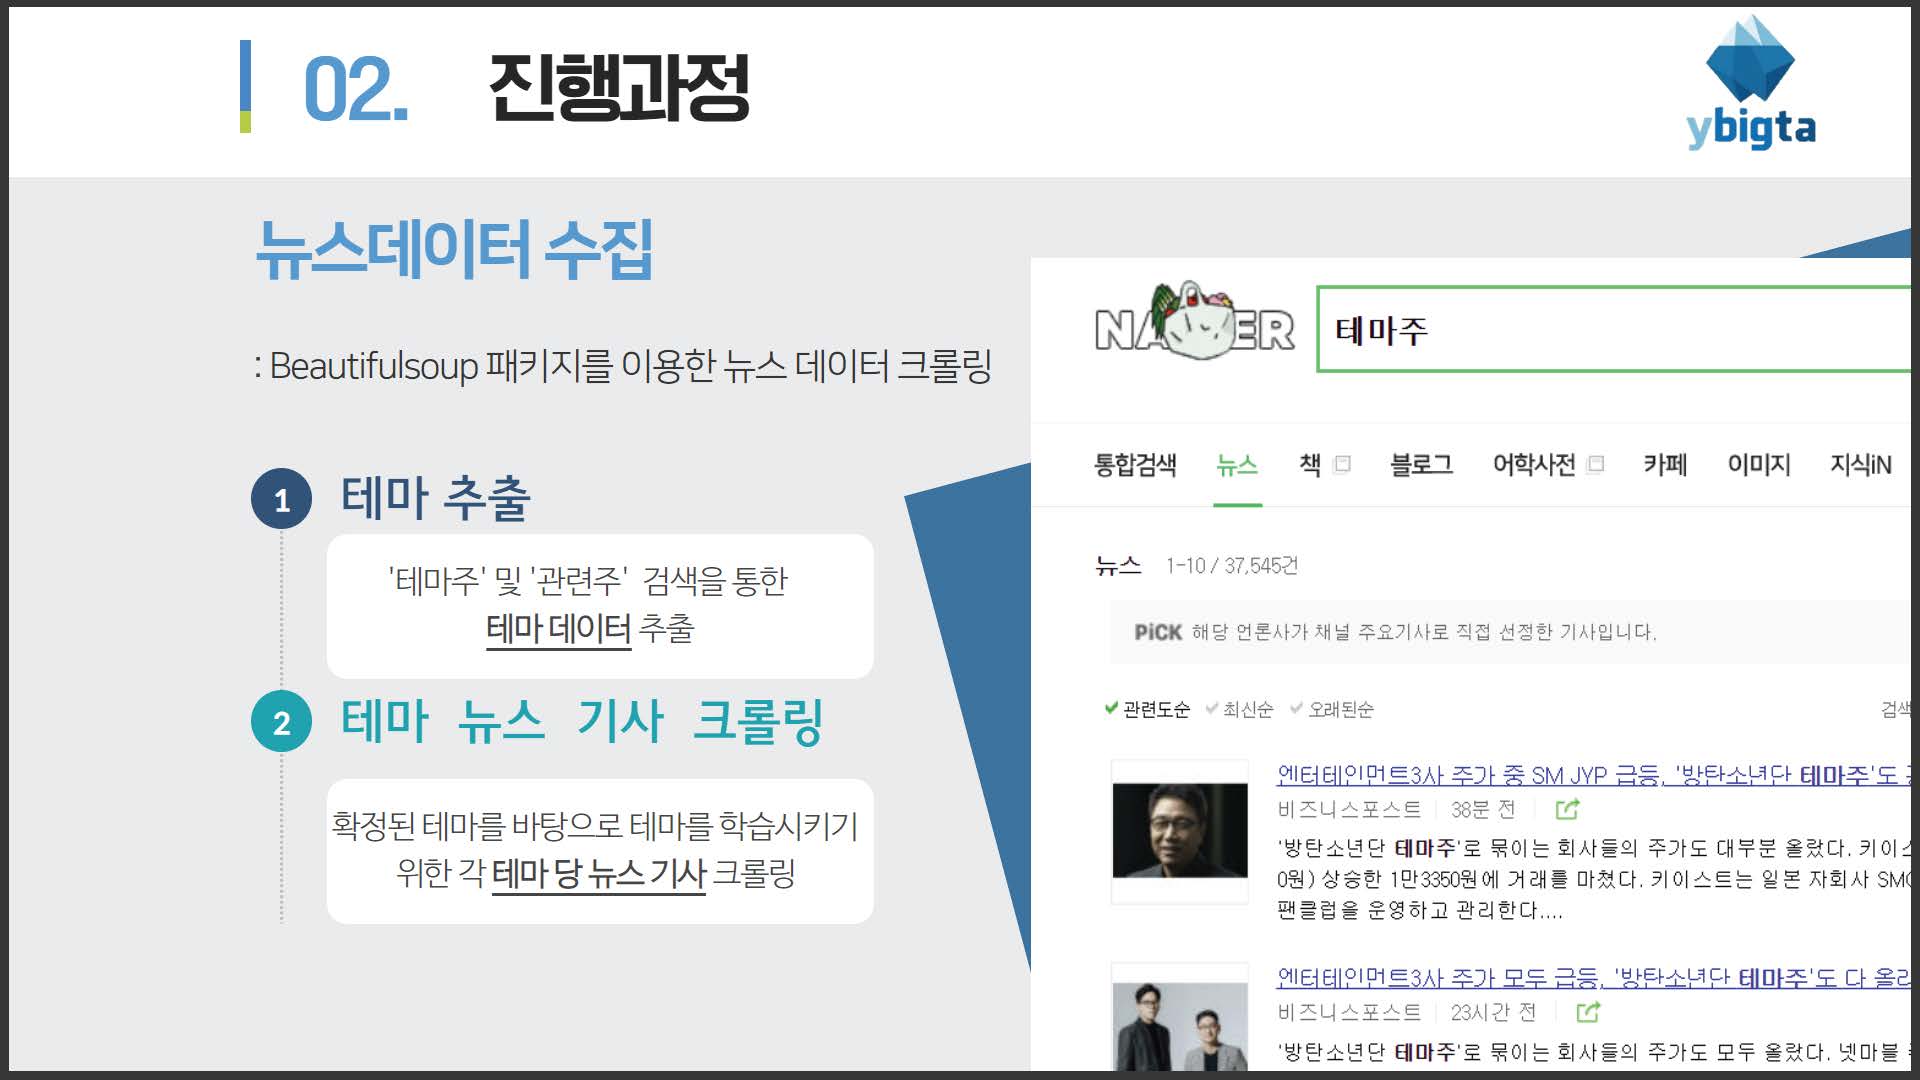 02. 진행과정
ybigta
뉴스데이터 수집
: Beautifulsoup 패키지를 이용한 뉴스 데이터 크롤링
1 테마 추출
'테마주' 및 '관련주' 검색을 통한
테마 데이터 추출
2 테마 뉴스 기사 크롤링
확정된 테마를 바탕으로 테마를 학습시키기
위한 각 테마 당 뉴스 기사 크롤링
테마주
통합검색 뉴스 책 블로그 어학사전 카페 이미지 지식iN
뉴스 1-10 / 37,545건
PiCK 해당 언론사가 채널 주요기사로 직접 선정한 기사입니다.
관련도순 최신순 오래된순 검색
엔터테인먼트3사 주가 중 SM JYP 급등, '방탄소년단 테마주'도
비즈니스포스트 38분 전
'방탄소년단 테마주'로 묶이는 회사들의 주가도 대부분 올랐다. 키이스
0원) 상승한 1만3350원에 거래를 마쳤다. 키이스트는 일본 자회사 SMC
팬클럽을 운영하고 관리한다....
엔터테인먼트3사 주가 모두 급등, '방탄소년단 테마주'도 다 올라
비즈니스포스트 23시간 전
'방탄소년단 테마주'로 묶이는 회사들의 주가도 모두 올랐다. 넷마블